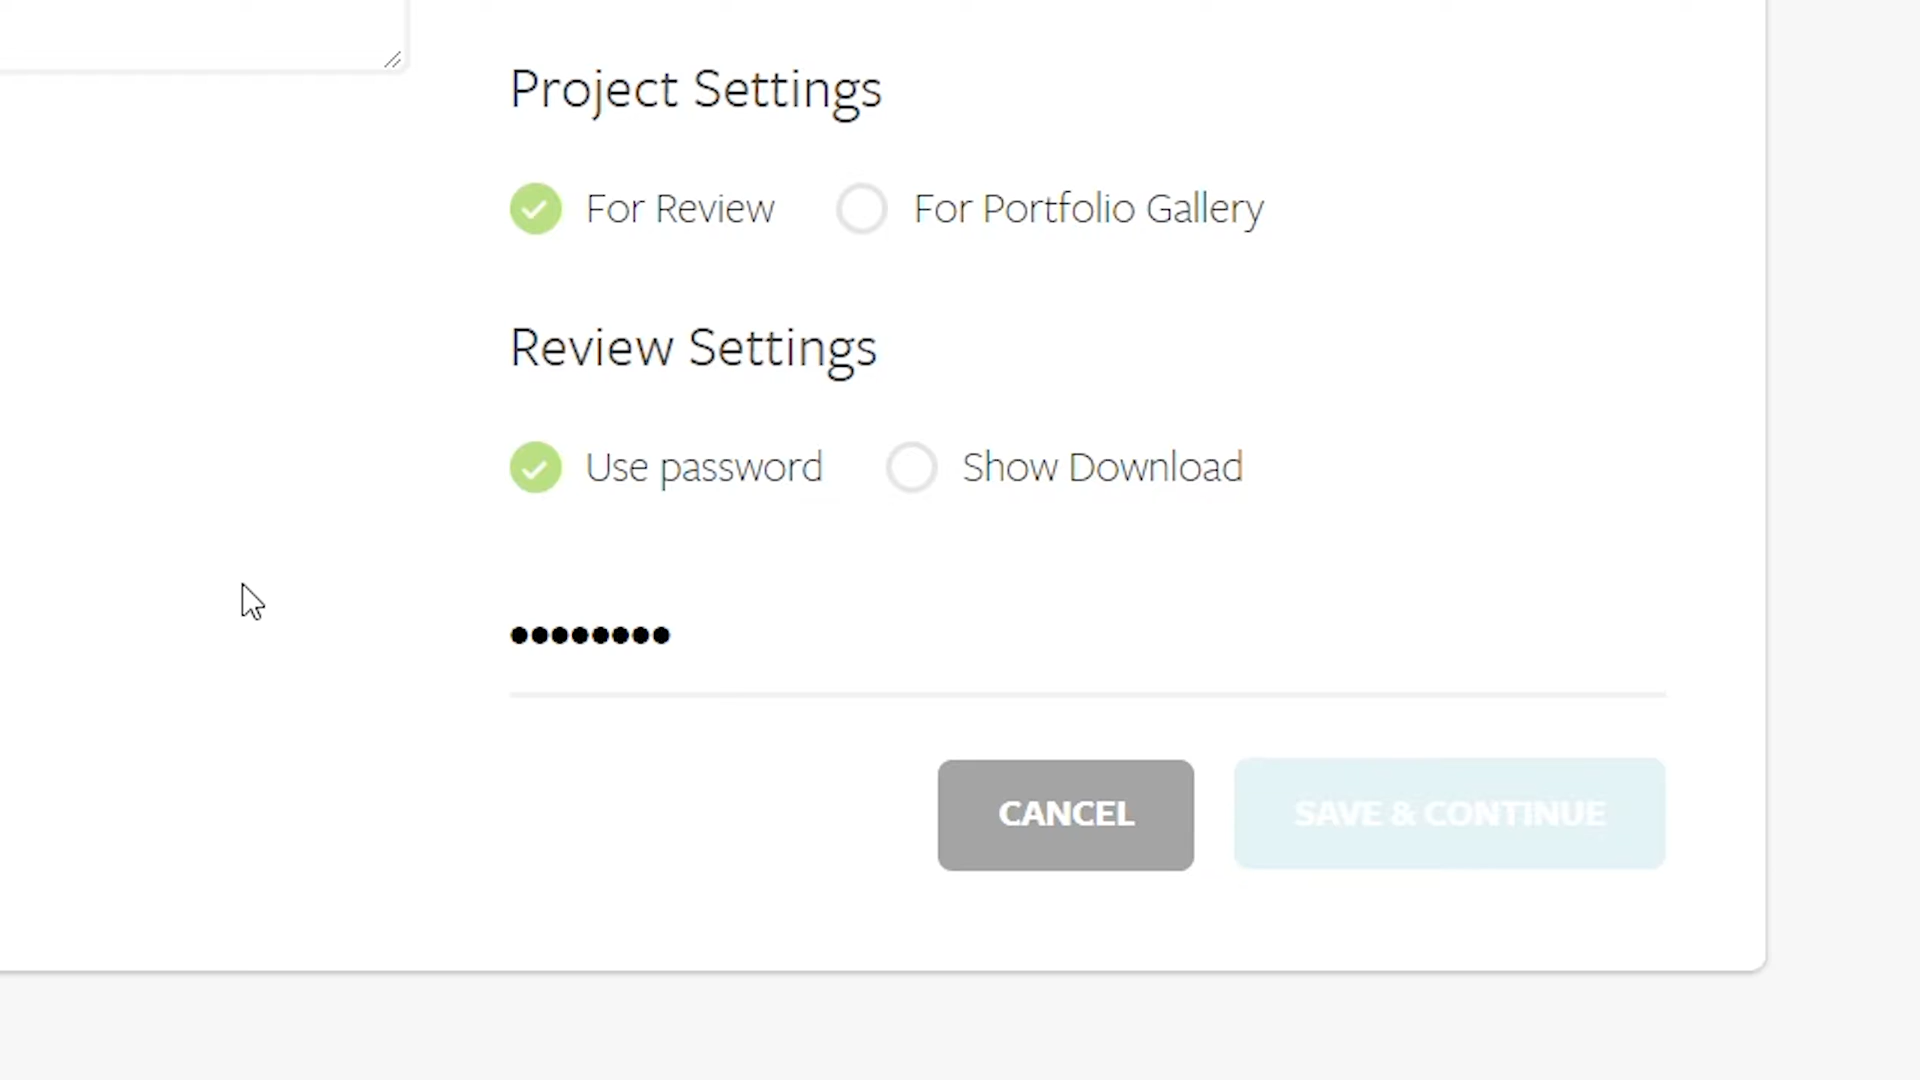 Project Settings
For Review For Portfolio Gallery
Review Settings
Use password Show Download
••••••••
CANCEL SAVE & CONTINUE